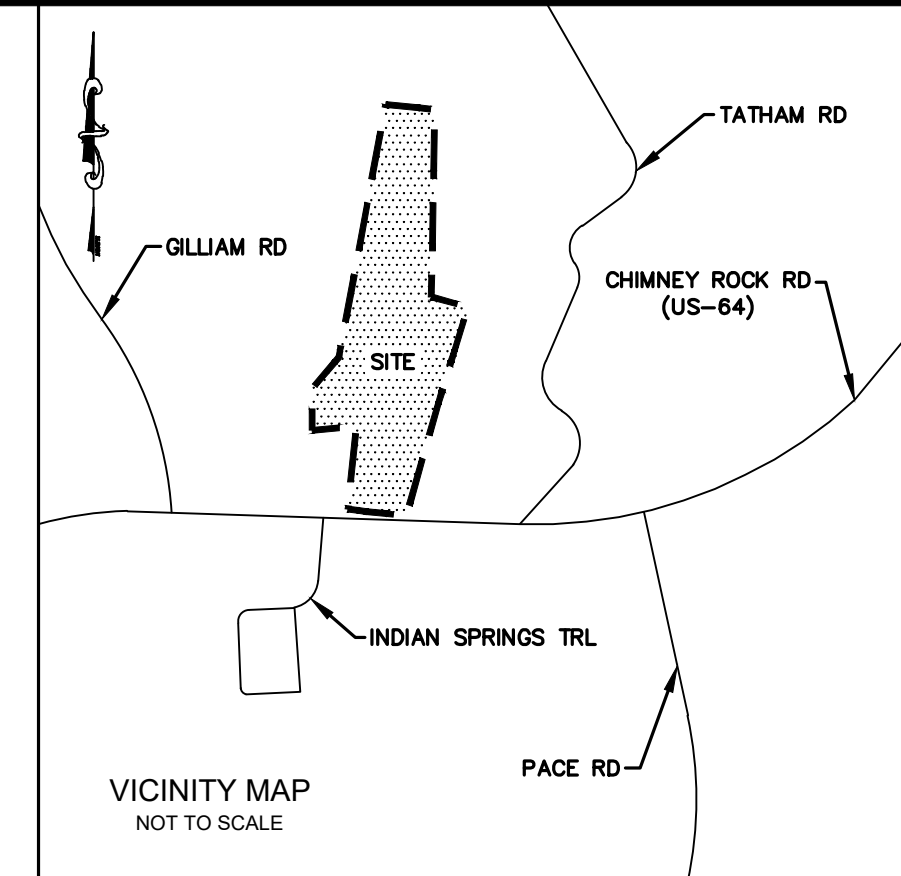 TATHAM RD
GILLIAM RD
CHIMNEY ROCK RD
(US-64)
SITE
INDIAN SPRINGS TRL
PACE RD
VICINITY MAP
NOT TO SCALE